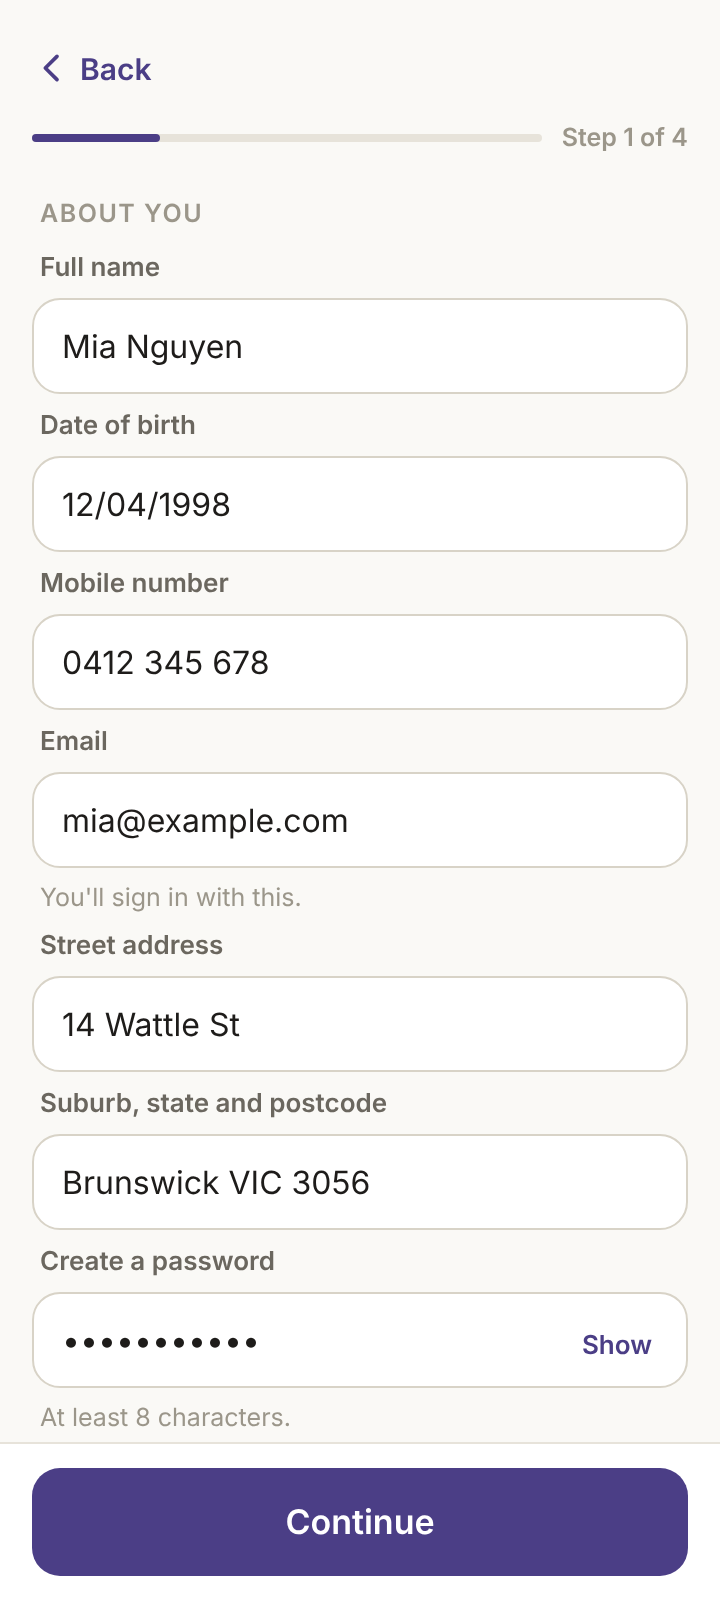 Back
Step 1 of 4
ABOUT YOU
Full name
Mia Nguyen
Date of birth
12/04/1998
Mobile number
0412 345 678
Email
mia@example.com
You'll sign in with this.
Street address
14 Wattle St
Suburb, state and postcode
Brunswick VIC 3056
Create a password
••••••••••• Show
At least 8 characters.
Continue